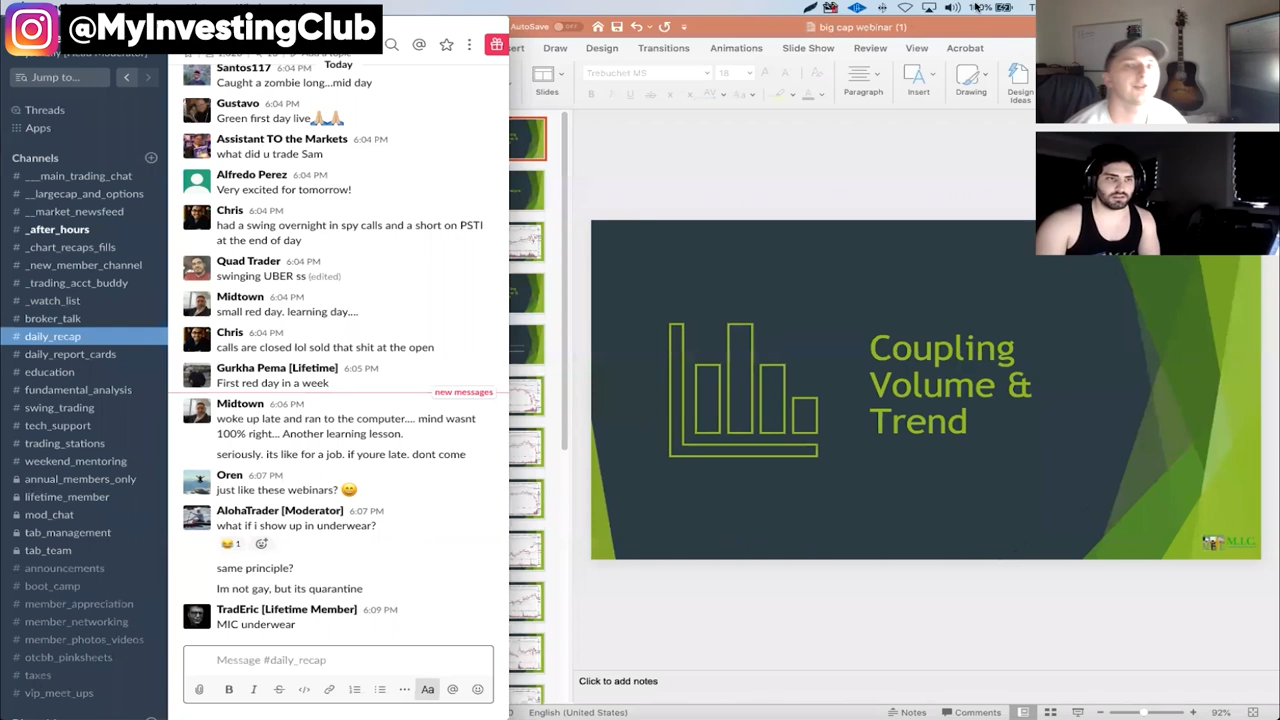 @MyInvestingClub
Jump to...
Threads
Apps
Channels
# ___main_trading_chat
# __largecap_and_options
# __market_newsfeed
# _after_hours
# _chart_recaps_fills
# _new_member_channel
# _trading_acct_buddy
# _watch_list
# broker_talk
# daily_recap
# daily_report_cards
# education
# fundamental_analysis
# swing_trading
# tech_support
# trading_stations
# weekend_mentoring
annual_members_only
lifetime_member
mod_chat
tab_management
tab_team
# announcements
# boot_camp
# member_appreciation
# member_networking
# member_photos_videos
# otcbb_pinksheets
# taxes
# vip_meet_ups
Today
Santos117 6:04 PM
Caught a zombie long...mid day
Gustavo 6:04 PM
Green first day live
Assistant TO the Markets 6:04 PM
what did u trade Sam
Alfredo Perez 6:04 PM
Very excited for tomorrow!
Chris 6:04 PM
had a swing overnight in spy calls and a short on PSTI
at the end of day
Quad Trader 6:04 PM
swinging UBER ss (edited)
Midtown 6:04 PM
small red day. learning day....
Chris 6:04 PM
calls are closed lol sold that shit at the open
Gurkha Pema [Lifetime] 6:05 PM
First red day in a week
new messages
Midtown 6:06 PM
woke up late and ran to the computer.... mind wasnt
100% right... Another learning lesson.
seriously. its like for a job. if youre late. dont come
Oren 6:07 PM
just like these webinars? 😄
AlohaTrader [Moderator] 6:07 PM
what if i show up in underwear?
😂 1
same principle?
Im not gay, but its quarantine
TradEric [Lifetime Member] 6:09 PM
MIC underwear
Message #daily_recap
B I S </> Aa @
AutoSave OFF
big cap webinar (1)
Draw Design Transitions Animations Slide Show Review View Acrobat
Trebuchet MS 18
Slides
B I U
Paragraph Insert Drawing Design
Ideas
Coupling
&
M.I.C.
Click to add notes
English (United States)
Notes Comments
92%